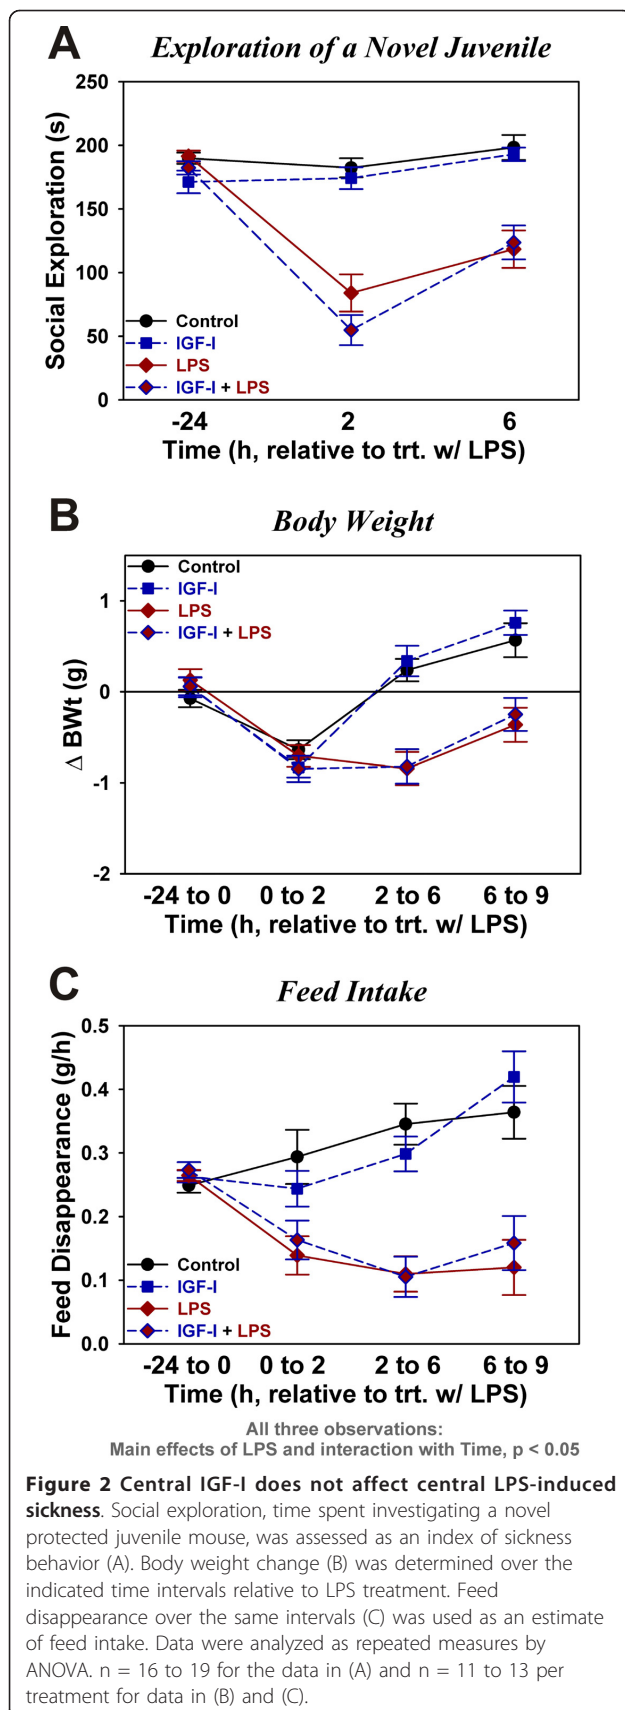 A Exploration of a Novel Juvenile
250
200
150
100
50
0
Social Exploration (s)
Control
IGF-I
LPS
IGF-I + LPS
-24 2 6
Time (h, relative to trt. w/ LPS)
B Body Weight
1
0
-1
-2
Δ BWt (g)
Control
IGF-I
LPS
IGF-I + LPS
-24 to 0 0 to 2 2 to 6 6 to 9
Time (h, relative to trt. w/ LPS)
C Feed Intake
0.5
0.4
0.3
0.2
0.1
0.0
Feed Disappearance (g/h)
Control
IGF-I
LPS
IGF-I + LPS
-24 to 0 0 to 2 2 to 6 6 to 9
Time (h, relative to trt. w/ LPS)
All three observations:
Main effects of LPS and interaction with Time, p < 0.05
Figure 2 Central IGF-I does not affect central LPS-induced
sickness. Social exploration, time spent investigating a novel
protected juvenile mouse, was assessed as an index of sickness
behavior (A). Body weight change (B) was determined over the
indicated time intervals relative to LPS treatment. Feed
disappearance over the same intervals (C) was used as an estimate
of feed intake. Data were analyzed as repeated measures by
ANOVA. n = 16 to 19 for the data in (A) and n = 11 to 13 per
treatment for data in (B) and (C).